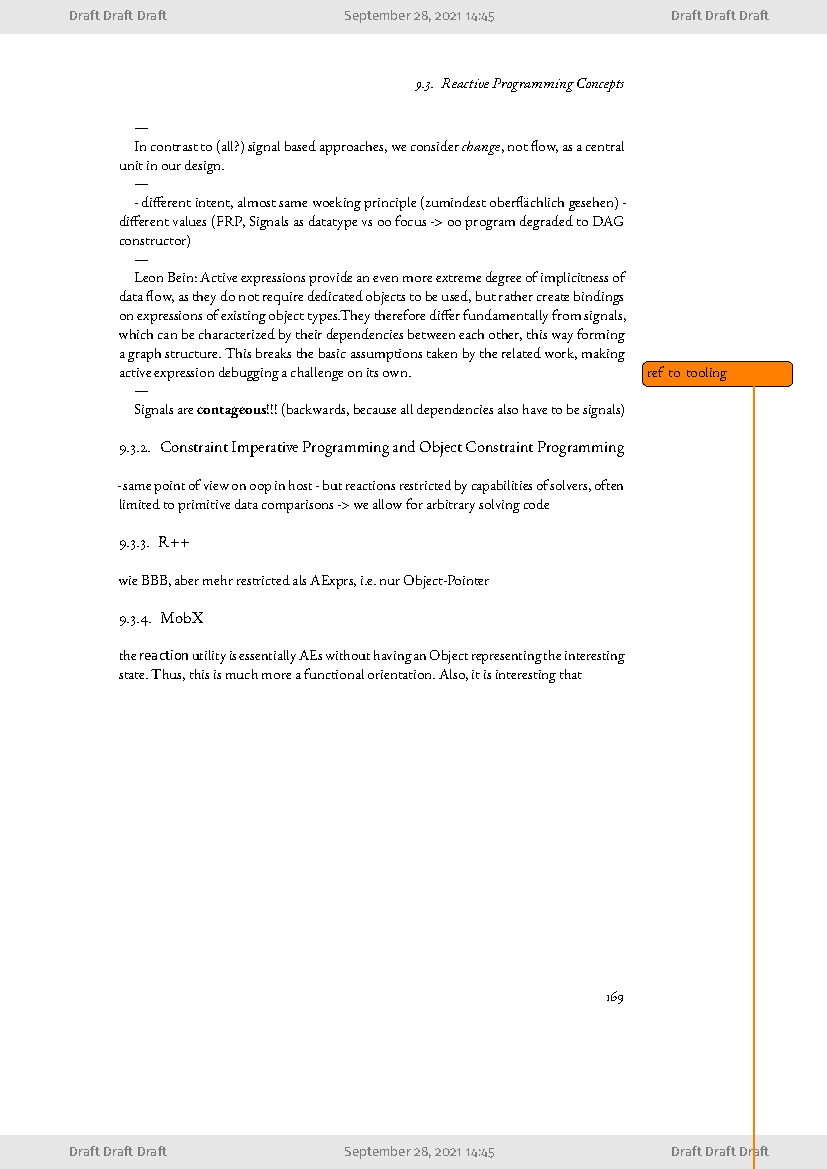 Draft Draft Draft September 28, 2021 14:45 Draft Draft Draft
9.3. Reactive Programming Concepts
—
In contrast to (all?) signal based approaches, we consider change, not flow, as a central
unit in our design.
—
- different intent, almost same woeking principle (zumindest oberflächlich gesehen) -
different values (FRP, Signals as datatype vs oo focus -> oo program degraded to DAG
constructor)
—
Leon Bein: Active expressions provide an even more extreme degree of implicitness of
data flow, as they do not require dedicated objects to be used, but rather create bindings
on expressions of existing object types.They therefore differ fundamentally from signals,
which can be characterized by their dependencies between each other, this way forming
a graph structure. This breaks the basic assumptions taken by the related work, making
active expression debugging a challenge on its own.
ref to tooling
—
Signals are contageous!!! (backwards, because all dependencies also have to be signals)
9.3.2. Constraint Imperative Programming and Object Constraint Programming
- same point of view on oop in host - but reactions restricted by capabilities of solvers, often
limited to primitive data comparisons -> we allow for arbitrary solving code
9.3.3. R++
wie BBB, aber mehr restricted als AExprs, i.e. nur Object-Pointer
9.3.4. MobX
the reaction utility is essentially AEs without having an Object representing the interesting
state. Thus, this is much more a functional orientation. Also, it is interesting that
169
Draft Draft Draft September 28, 2021 14:45 Draft Draft Draft